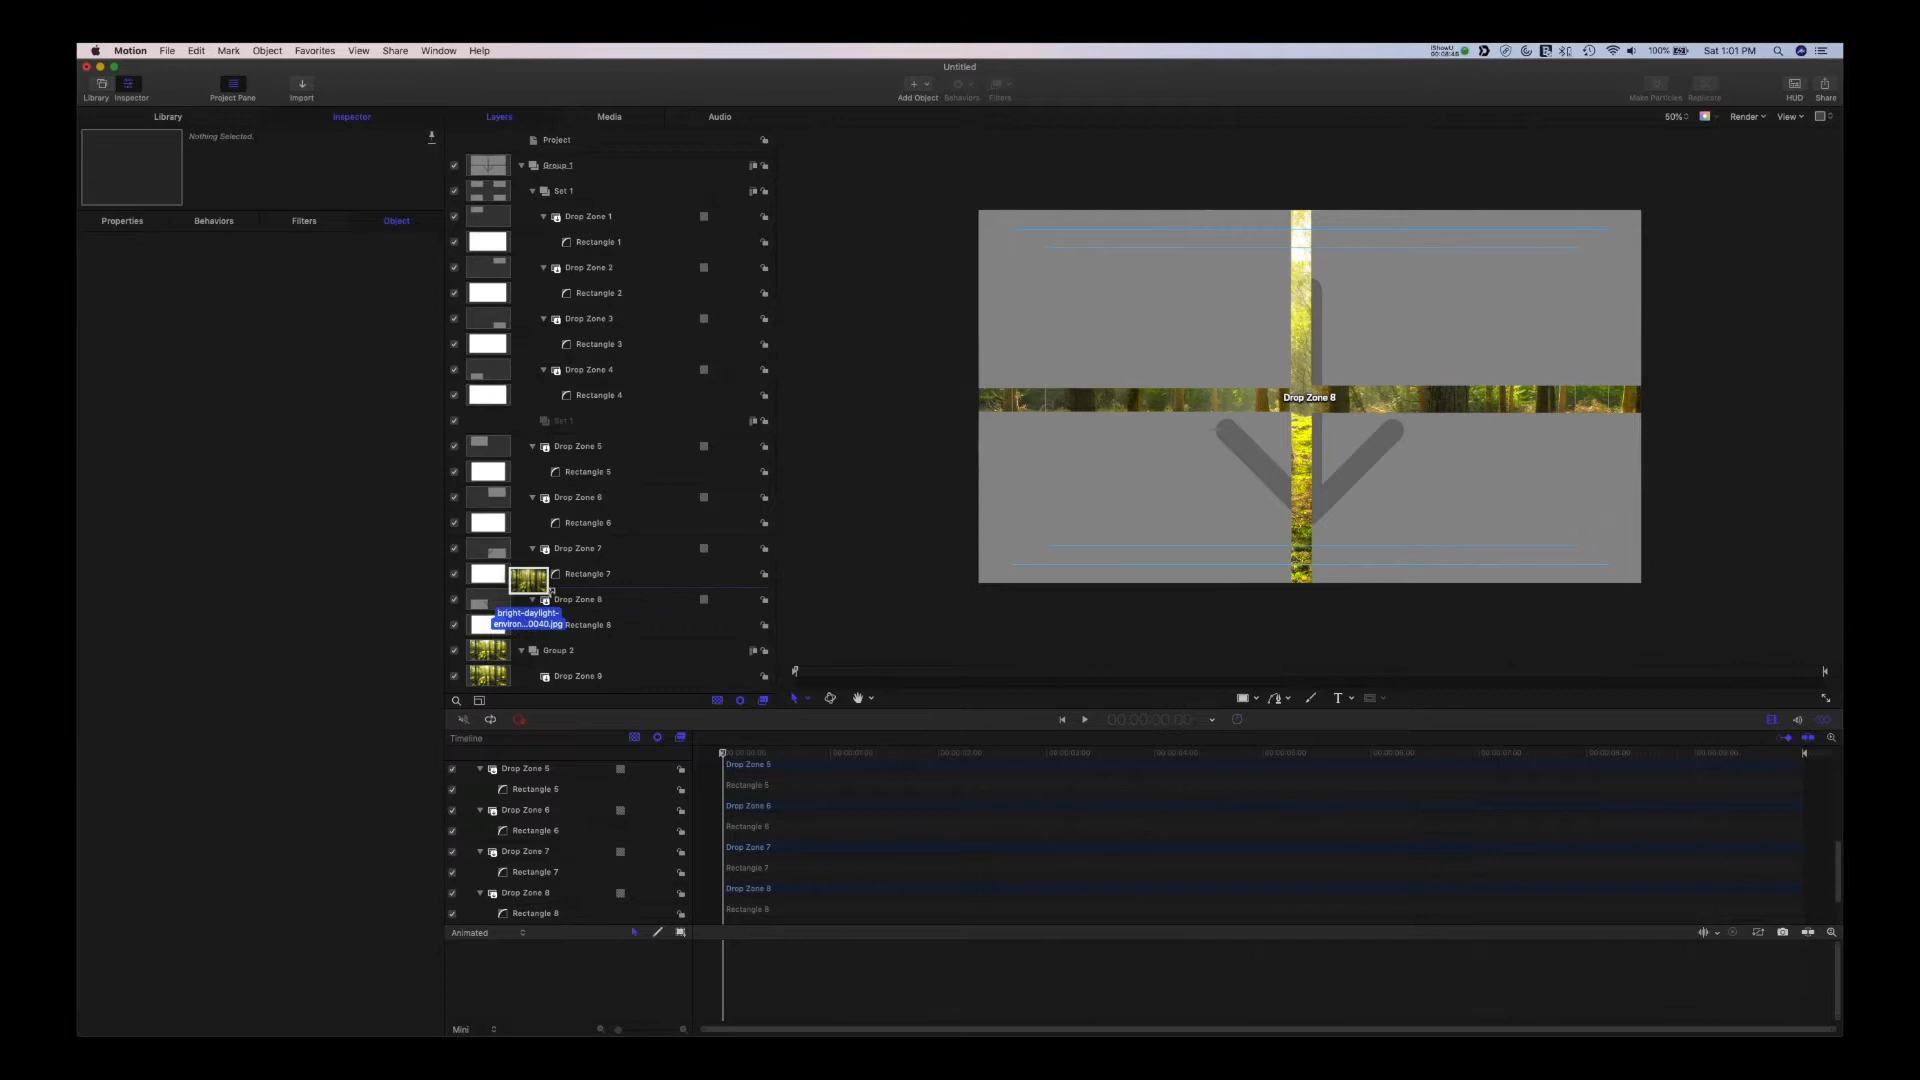 Motion File Edit Mark Object Favorites View Share Window Help
iShowU
00:08:48
100%
Sat 1:01 PM
Untitled
Library Inspector Project Pane Import
Add Object Behaviors Filters
Make Particles Replicate HUD Share
Library Inspector Layers Media Audio
50% Render View
Nothing Selected.
Properties Behaviors Filters Object
Project
Group 1
Set 1
Drop Zone 1
Rectangle 1
Drop Zone 2
Rectangle 2
Drop Zone 3
Rectangle 3
Drop Zone 4
Rectangle 4
Set 1
Drop Zone 5
Rectangle 5
Drop Zone 6
Rectangle 6
Drop Zone 7
Rectangle 7
Drop Zone 8
bright-daylight-
environ...0040.jpg
Rectangle 8
Group 2
Drop Zone 9
Drop Zone 8
00:00:00:00
Timeline
00:00:00:00 00:00:01:00 00:00:02:00 00:00:03:00 00:00:04:00 00:00:05:00 00:00:06:00 00:00:07:00 00:00:08:00 00:00:09:00
Drop Zone 5 Drop Zone 5
Rectangle 5 Rectangle 5
Drop Zone 6 Drop Zone 6
Rectangle 6 Rectangle 6
Drop Zone 7 Drop Zone 7
Rectangle 7 Rectangle 7
Drop Zone 8 Drop Zone 8
Rectangle 8 Rectangle 8
Animated
Mini